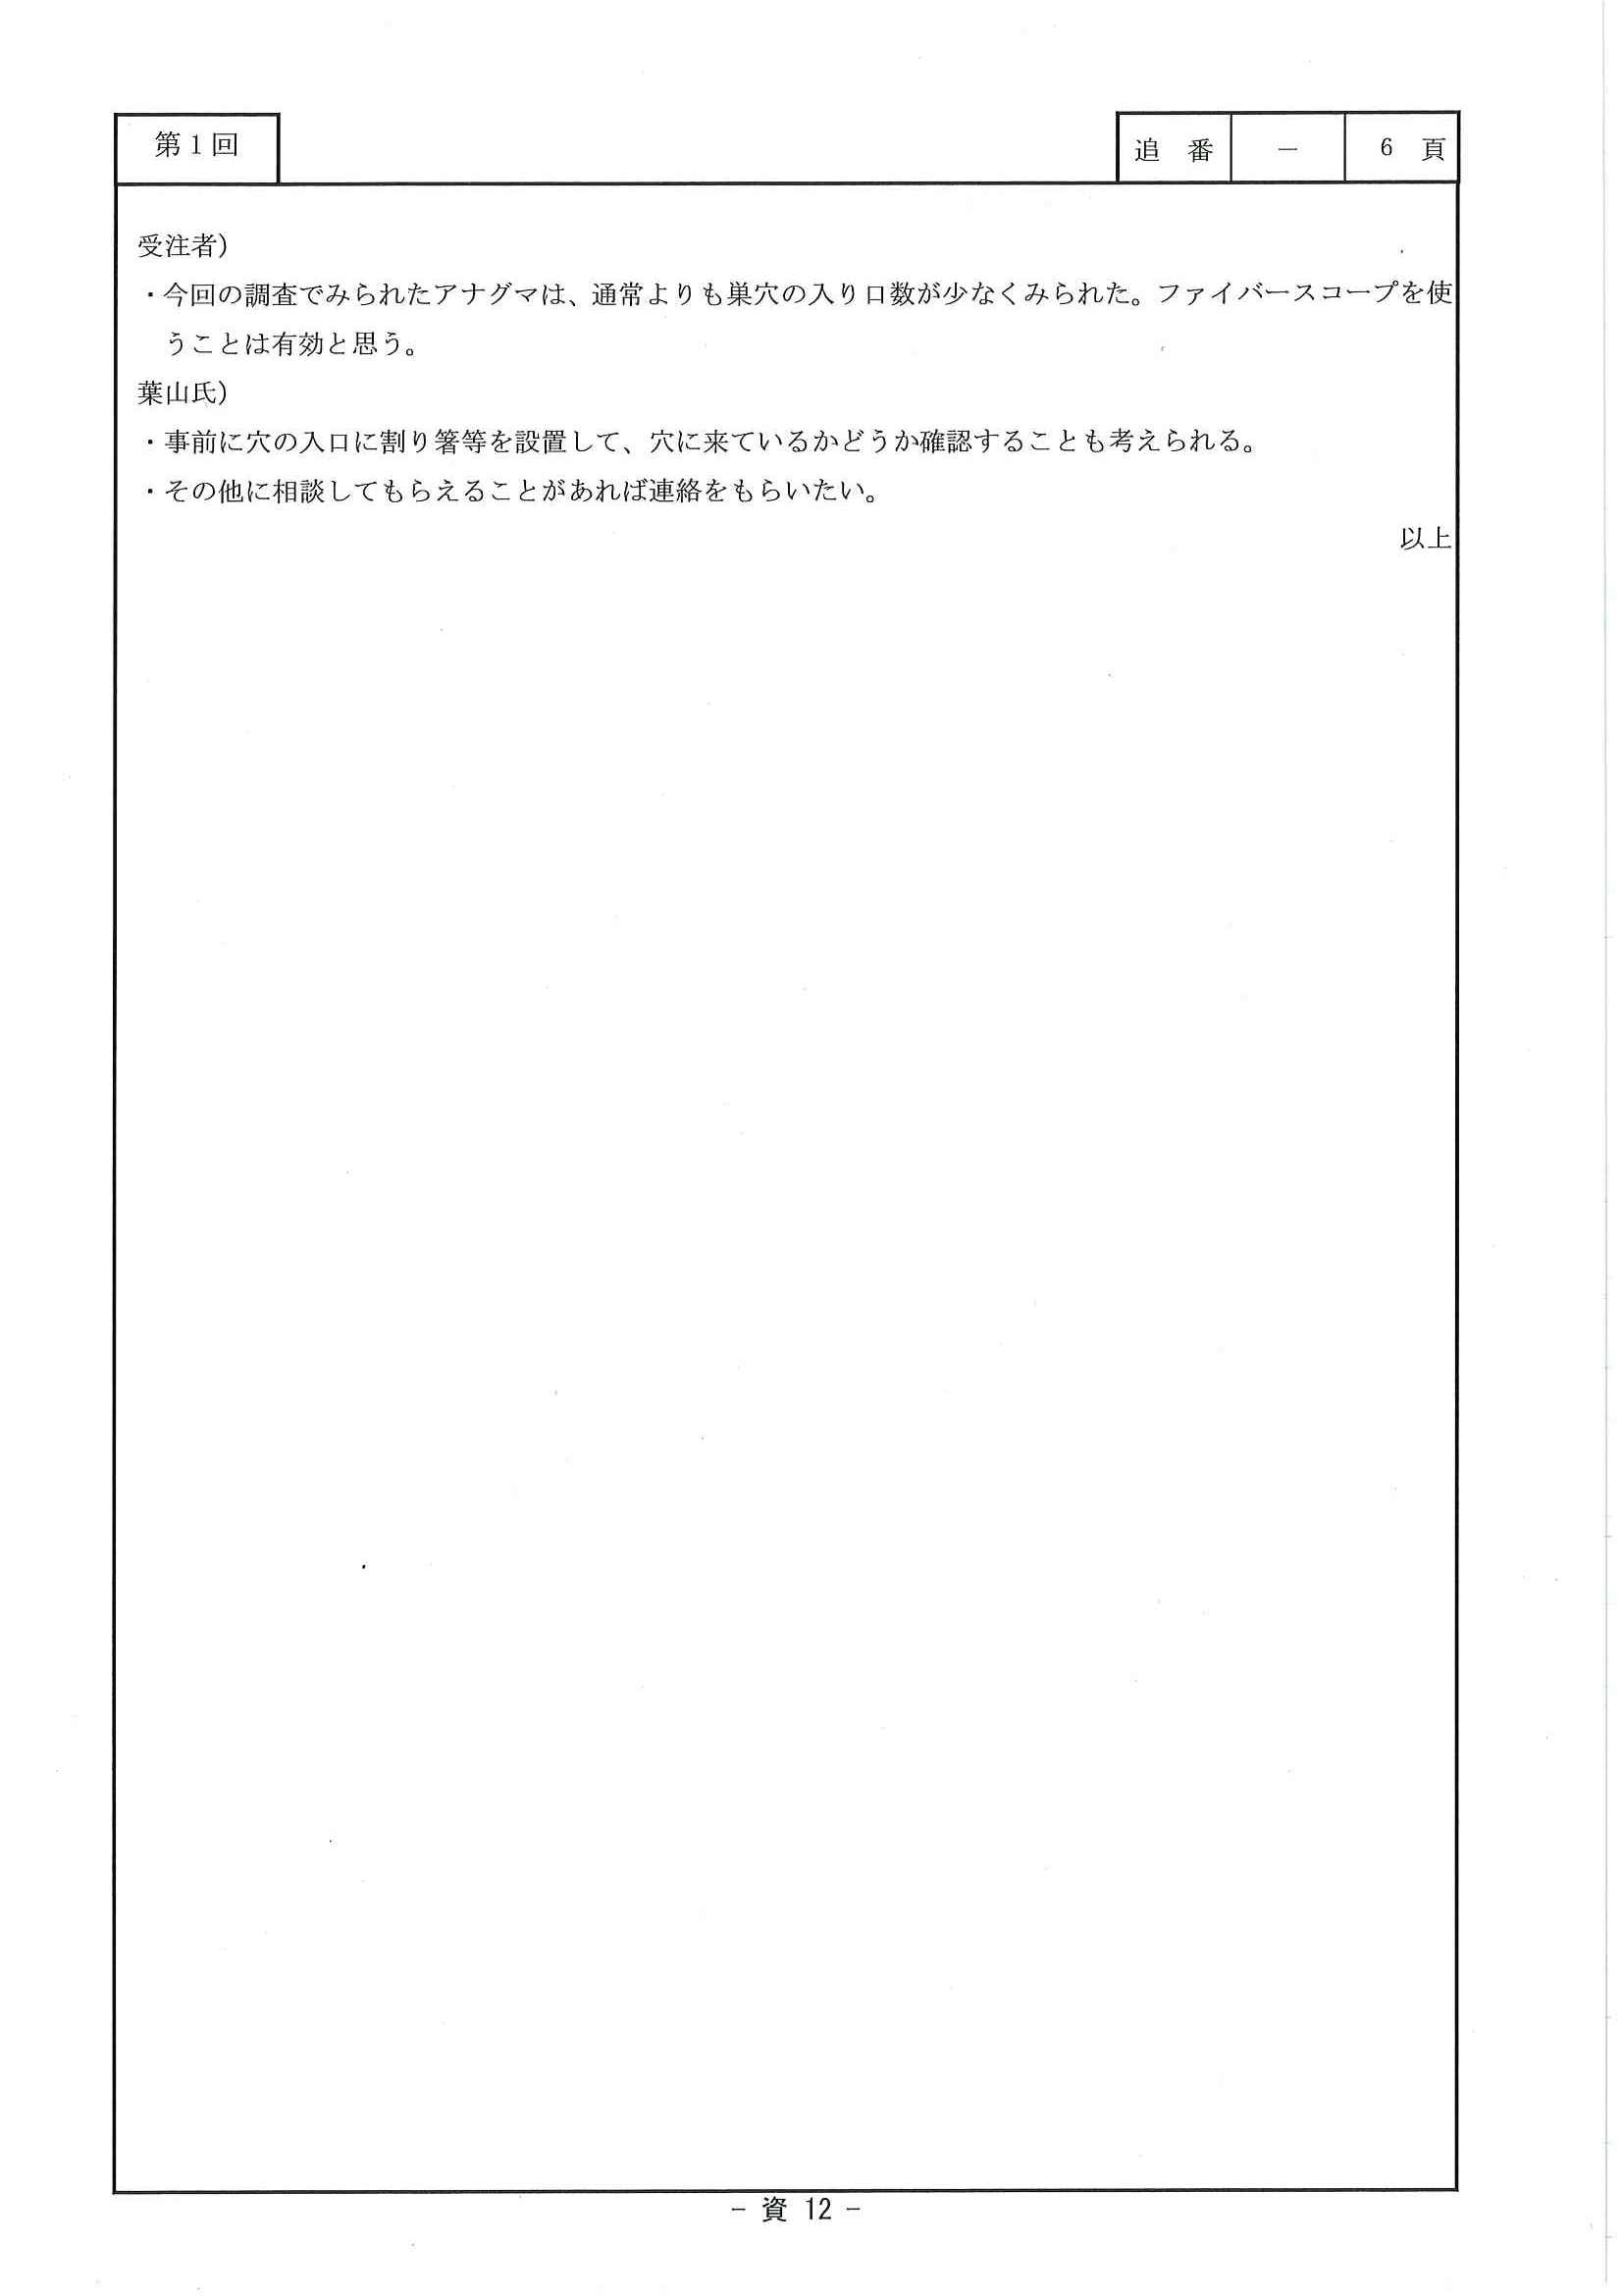 第１回
追　番　－　6　頁
受注者）
・今回の調査でみられたアナグマは、通常よりも巣穴の入り口数が少なくみられた。ファイバースコープを使
うことは有効と思う。
葉山氏）
・事前に穴の入口に割り箸等を設置して、穴に来ているかどうか確認することも考えられる。
・その他に相談してもらえることがあれば連絡をもらいたい。
以上
－ 資 12 －